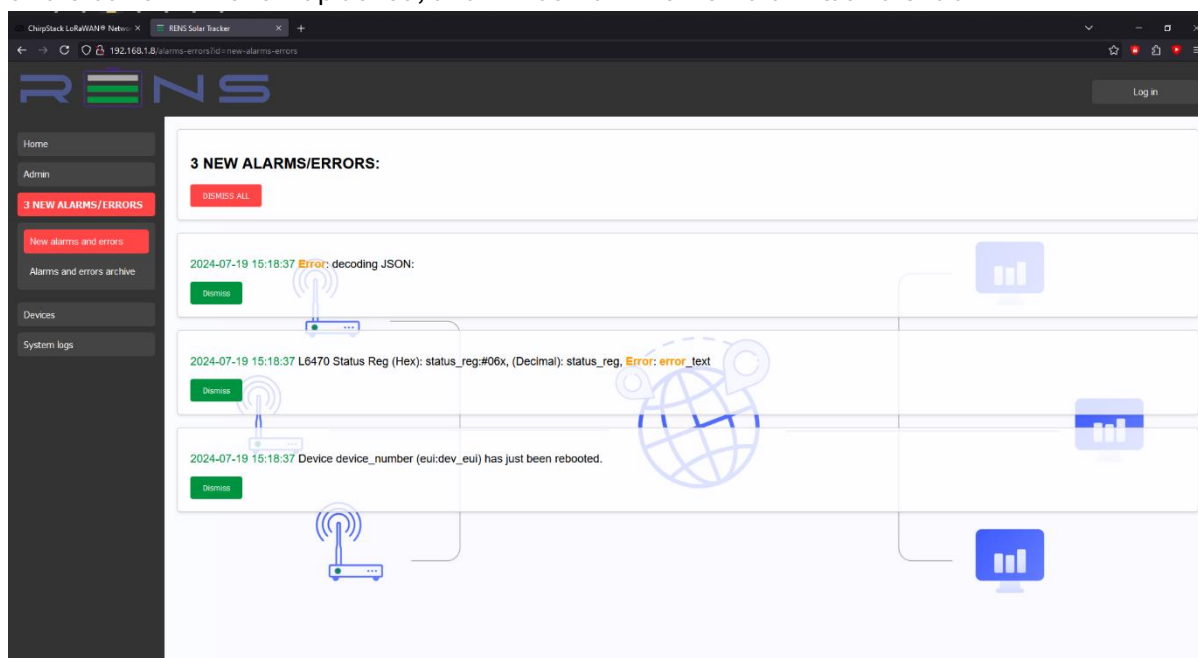 ChirpStack LoRaWAN® Networ
RENS Solar Tracker
192.168.1.8/alarms-errors?id=new-alarms-errors
RENS
Log in
Home
Admin
3 NEW ALARMS/ERRORS
New alarms and errors
Alarms and errors archive
Devices
System logs
3 NEW ALARMS/ERRORS:
DISMISS ALL
2024-07-19 15:18:37 Error: decoding JSON:
Dismiss
2024-07-19 15:18:37 L6470 Status Reg (Hex): status_reg:#06x, (Decimal): status_reg, Error: error_text
Dismiss
2024-07-19 15:18:37 Device device_number (eui:dev_eui) has just been rebooted.
Dismiss